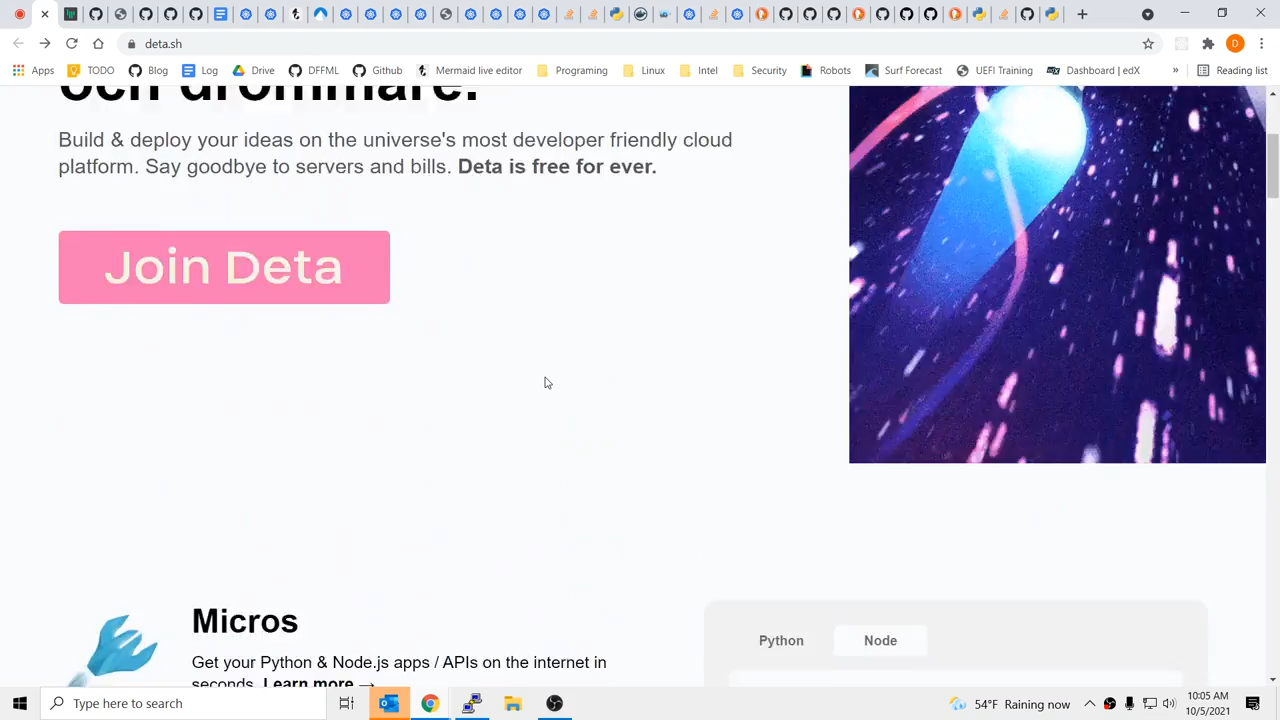 deta.sh
Apps TODO Blog Log Drive DFFML Github Mermaid live editor Programing Linux Intel Security Robots Surf Forecast UEFI Training Dashboard | edX » Reading list
och drömmare.
Build & deploy your ideas on the universe's most developer friendly cloud
platform. Say goodbye to servers and bills. Deta is free for ever.
Join Deta
Micros
Get your Python & Node.js apps / APIs on the internet in
seconds. Learn more →
Python Node
Type here to search
54°F Raining now
10:05 AM
10/5/2021